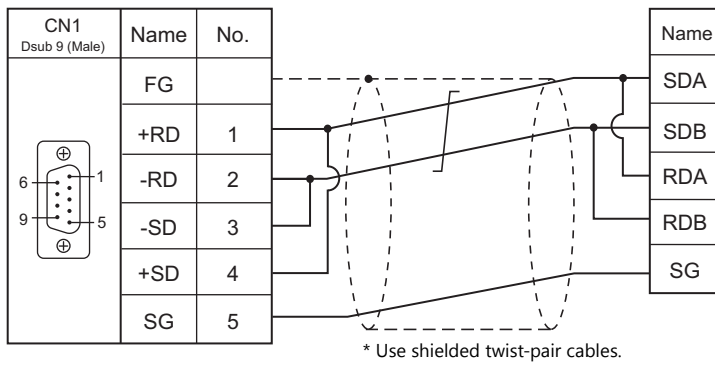 CN1
Dsub 9 (Male)
Name No.
Name
FG
SDA
+RD 1
SDB
6 1
-RD 2
RDA
9 5
-SD 3
RDB
+SD 4
SG
SG 5
* Use shielded twist-pair cables.